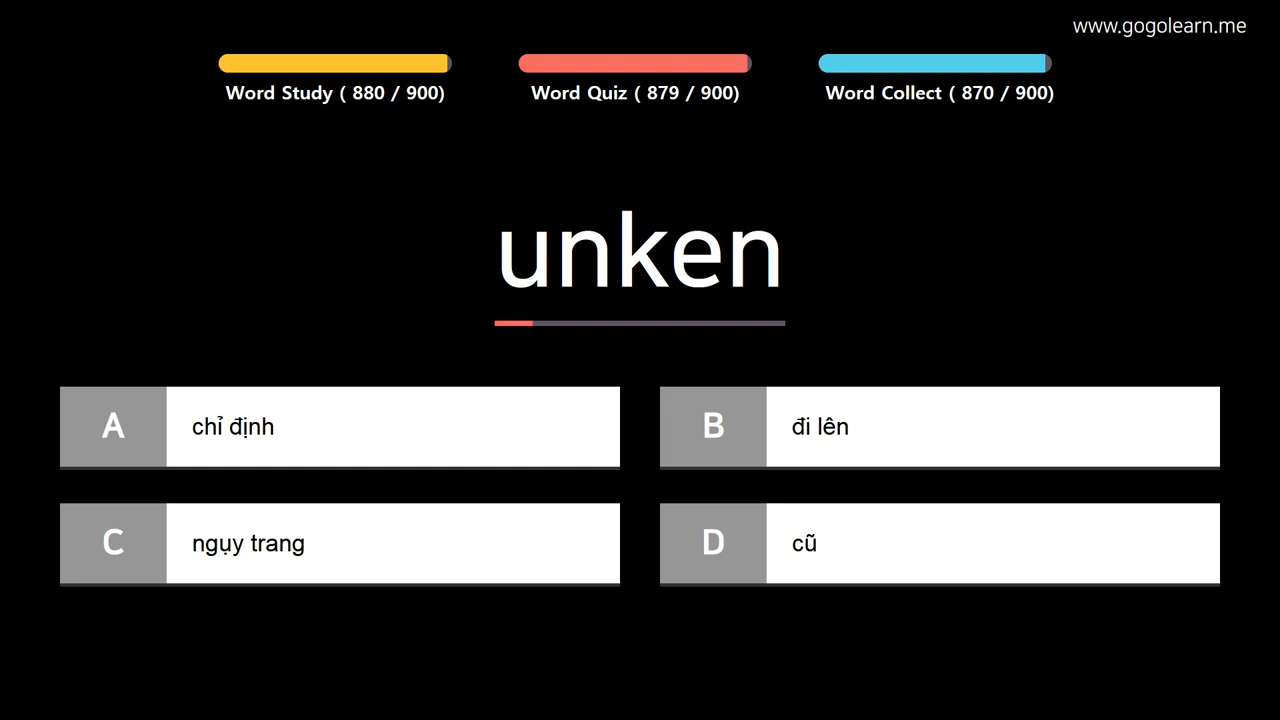 www.gogolearn.me
Word Study ( 880 / 900)
Word Quiz ( 879 / 900)
Word Collect ( 870 / 900)
unken
A chỉ định
B đi lên
C ngụy trang
D cũ